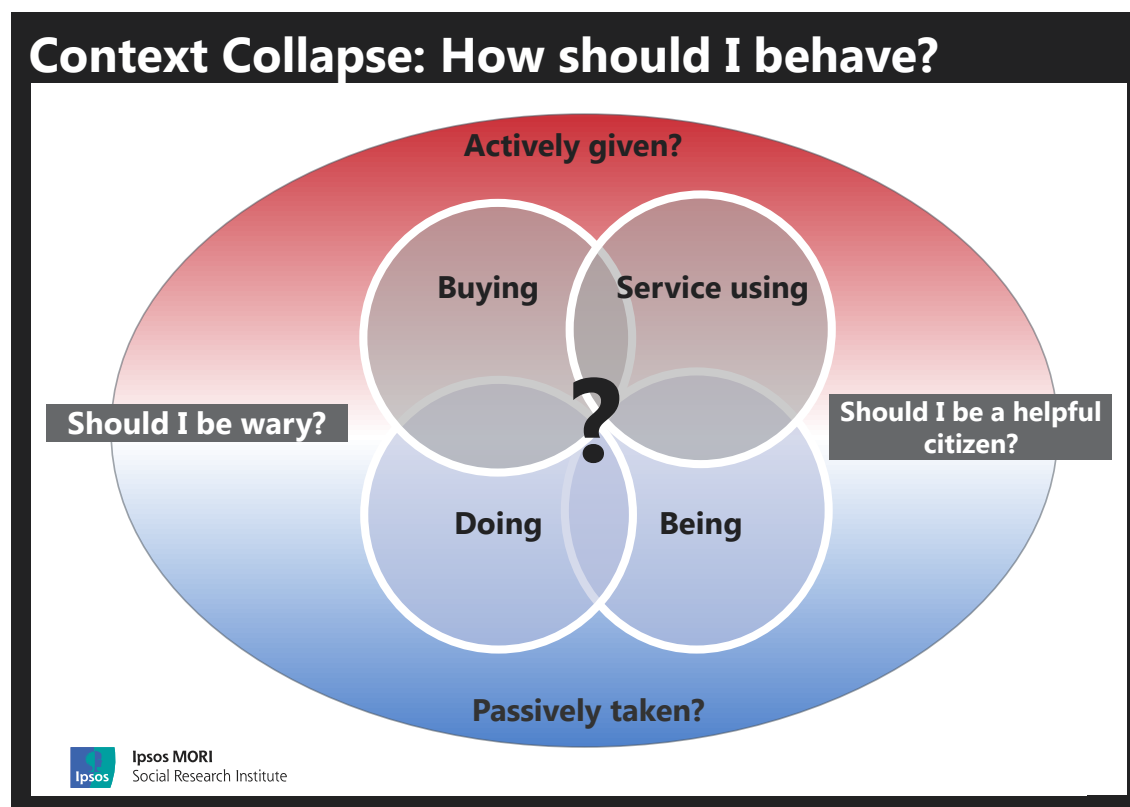 Context Collapse: How should I behave?
Actively given?
Buying
Service using
?
Should I be wary?
Should I be a helpful
citizen?
Doing
Being
Passively taken?
Ipsos
Ipsos MORI
Social Research Institute